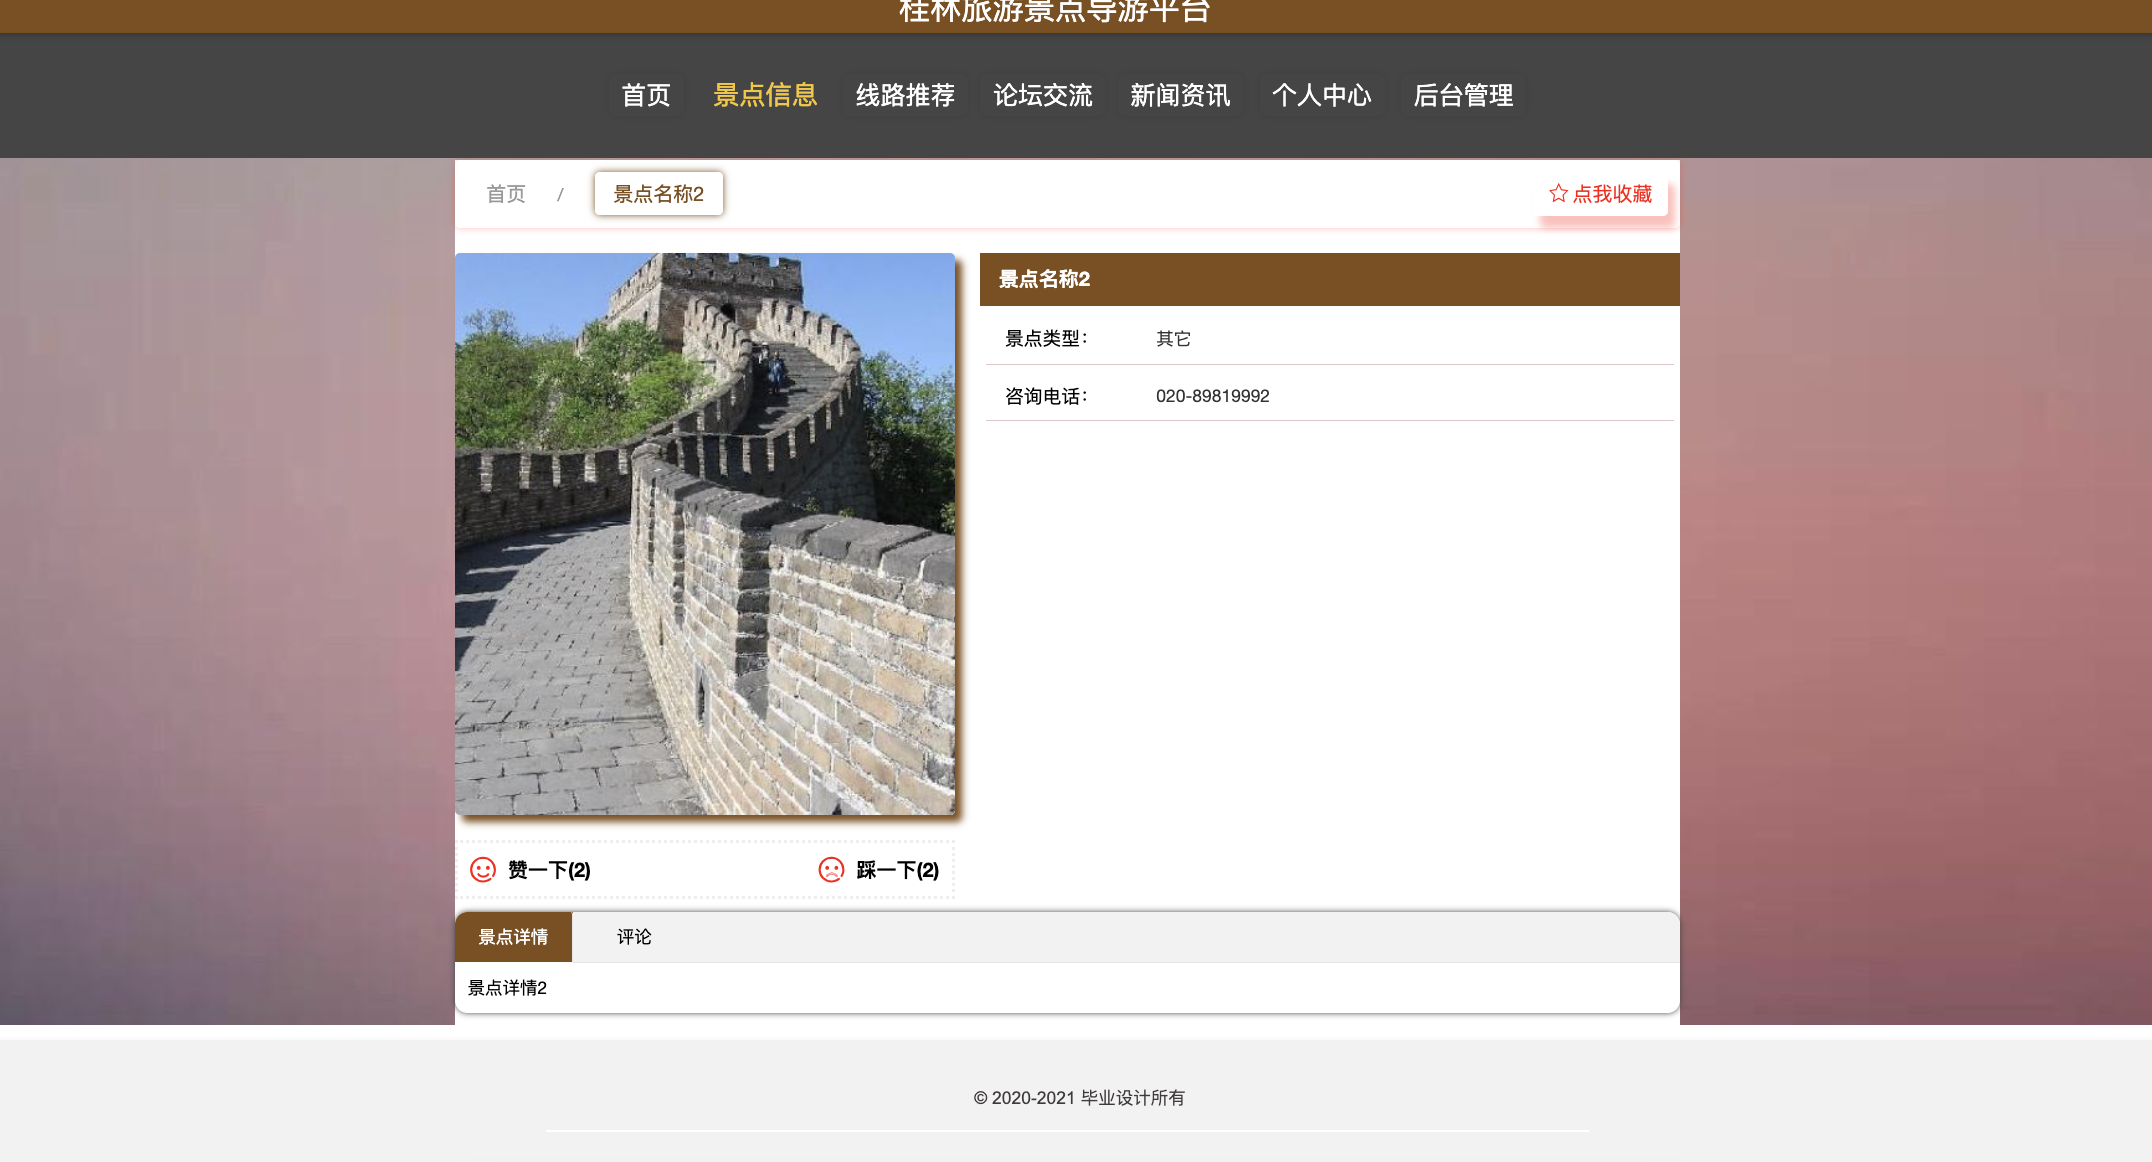 桂林旅游景点导游平台
首页 景点信息 线路推荐 论坛交流 新闻资讯 个人中心 后台管理
首页 / 景点名称2 点我收藏
景点名称2
景点类型： 其它
咨询电话： 020-89819992
赞一下(2) 踩一下(2)
景点详情 评论
景点详情2
© 2020-2021 毕业设计所有